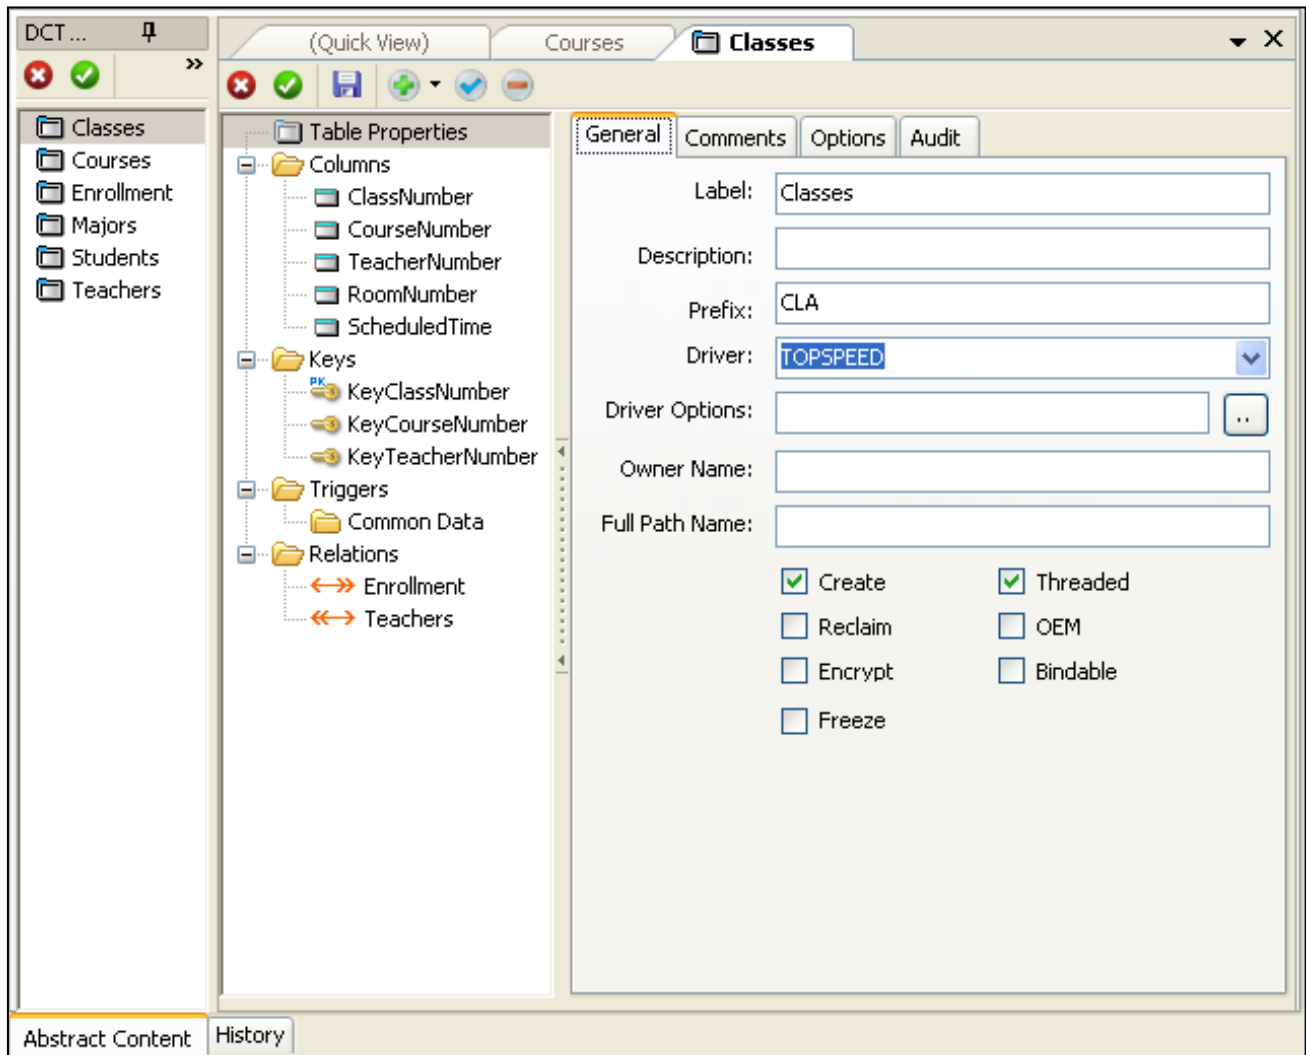 DCT ...
(Quick View)
Courses
Classes
Classes
Courses
Enrollment
Majors
Students
Teachers
Table Properties
Columns
ClassNumber
CourseNumber
TeacherNumber
RoomNumber
ScheduledTime
Keys
PK KeyClassNumber
KeyCourseNumber
KeyTeacherNumber
Triggers
Common Data
Relations
Enrollment
Teachers
General Comments Options Audit
Label: Classes
Description:
Prefix: CLA
Driver: TOPSPEED
Driver Options: ..
Owner Name:
Full Path Name:
Create Threaded
Reclaim OEM
Encrypt Bindable
Freeze
Abstract Content History